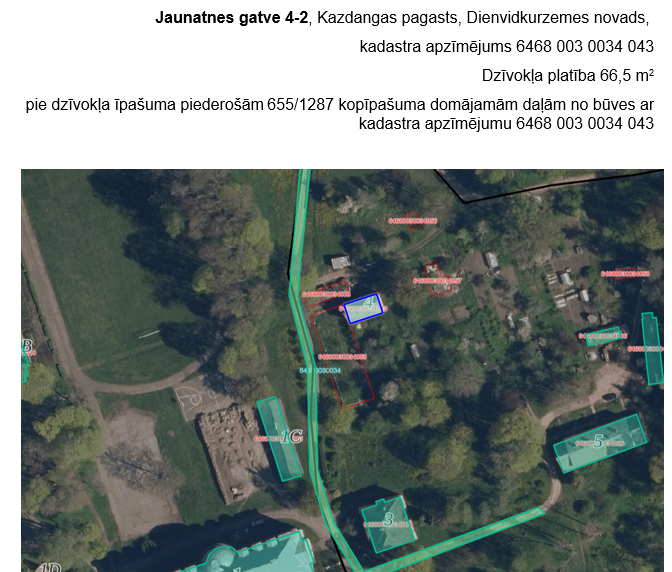 Jaunatnes gatve 4-2, Kazdangas pagasts, Dienvidkurzemes novads,
kadastra apzīmējums 6468 003 0034 043
Dzīvokļa platība 66,5 m²
pie dzīvokļa īpašuma piederošām 655/1287 kopīpašuma domājamām daļām no būves ar
kadastra apzīmējumu 6468 003 0034 043
4
B
1C
5
3
1D